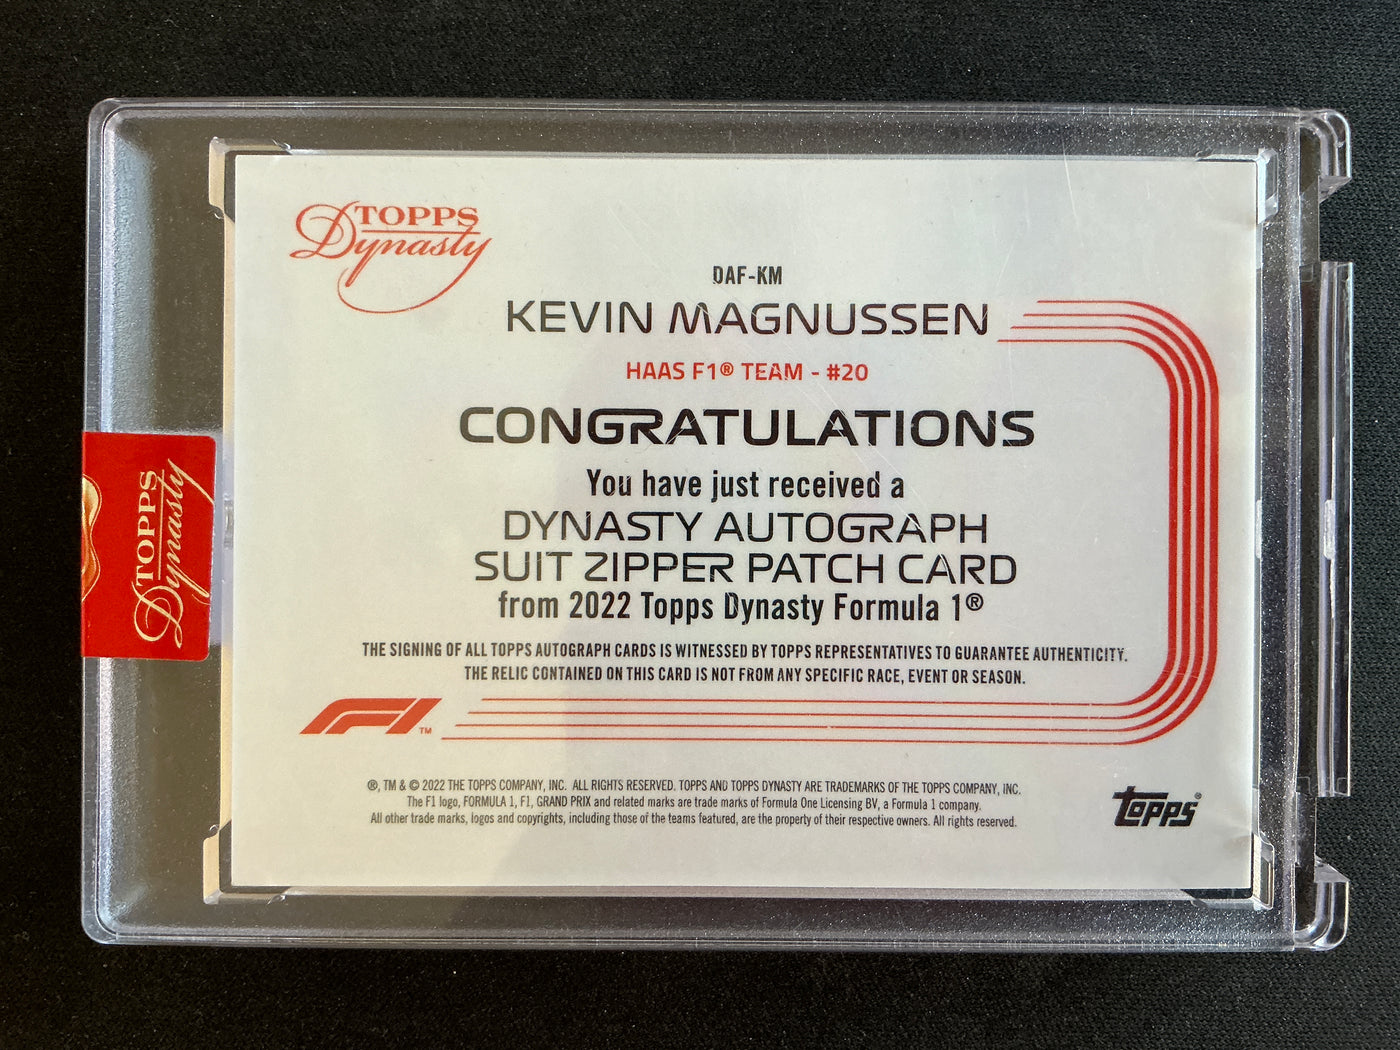 TOPPS
Dynasty
DAF-KM
KEVIN MAGNUSSEN
HAAS F1® TEAM - #20
CONGRATULATIONS
You have just received a
DYNASTY AUTOGRAPH
SUIT ZIPPER PATCH CARD
from 2022 Topps Dynasty Formula 1®
THE SIGNING OF ALL TOPPS AUTOGRAPH CARDS IS WITNESSED BY TOPPS REPRESENTATIVES TO GUARANTEE AUTHENTICITY.
THE RELIC CONTAINED ON THIS CARD IS NOT FROM ANY SPECIFIC RACE, EVENT OR SEASON.
F1™
®, TM & © 2022 THE TOPPS COMPANY, INC. ALL RIGHTS RESERVED. TOPPS AND TOPPS DYNASTY ARE TRADEMARKS OF THE TOPPS COMPANY, INC.
The F1 logo, FORMULA 1, F1, GRAND PRIX and related marks are trade marks of Formula One Licensing BV, a Formula 1 company.
All other trade marks, logos and copyrights, including those of the teams featured, are the property of their respective owners. All rights reserved.
Topps®
TOPPS
Dynasty